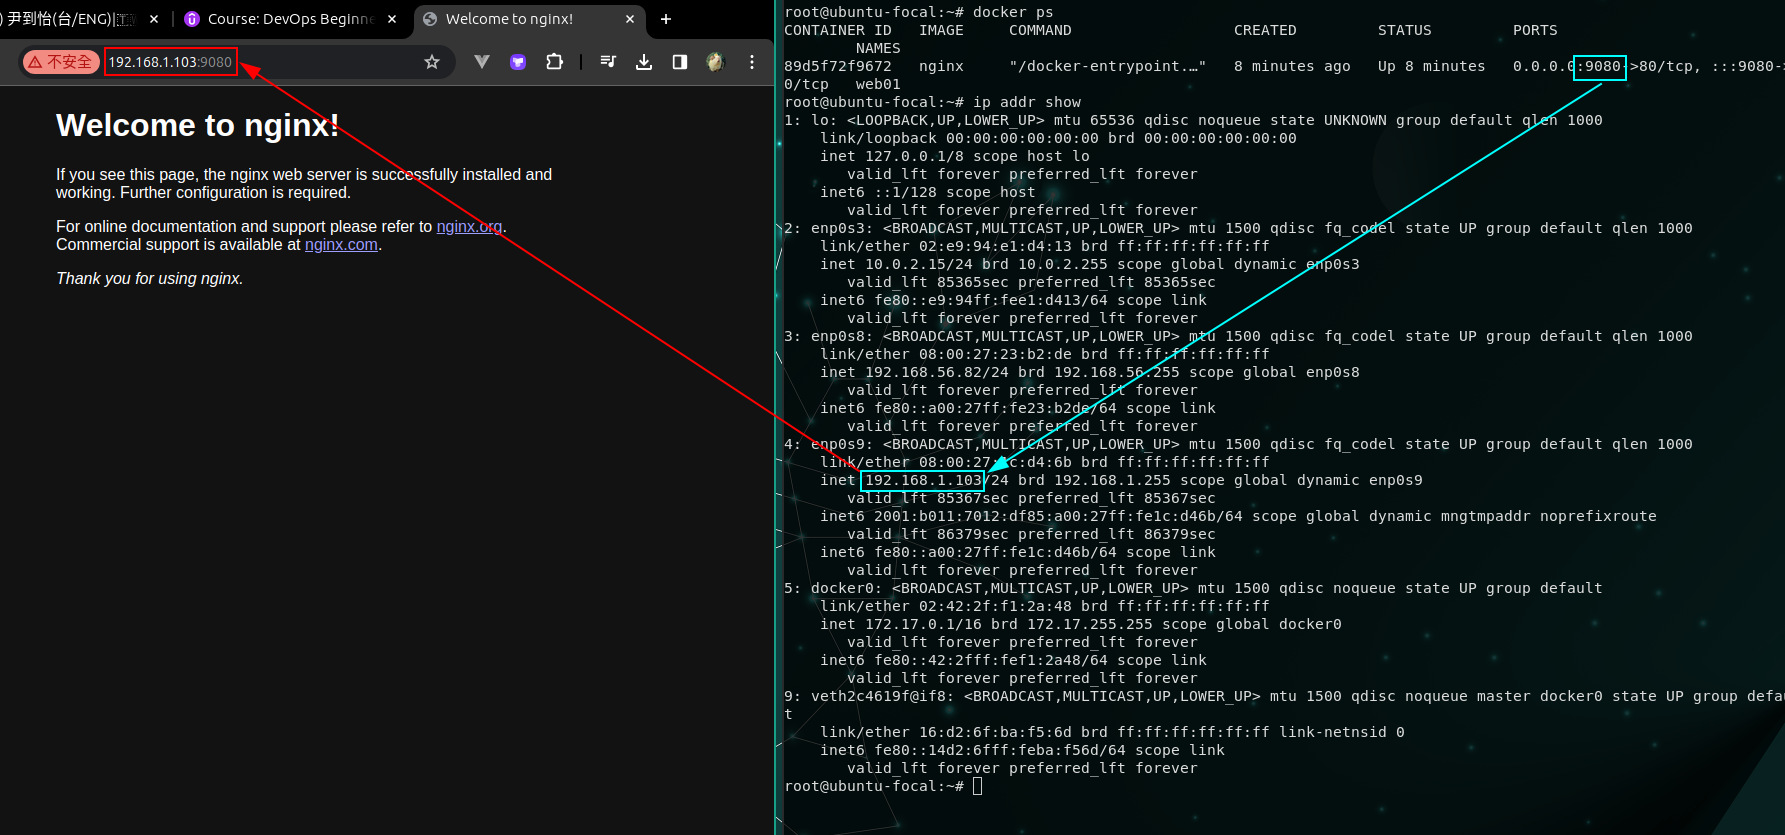 ) 尹到怡(台/ENG)|
Course: DevOps Beginne
Welcome to nginx!
不安全
192.168.1.103:9080
Welcome to nginx!
If you see this page, the nginx web server is successfully installed and
working. Further configuration is required.
For online documentation and support please refer to nginx.org.
Commercial support is available at nginx.com.
Thank you for using nginx.
root@ubuntu-focal:~# docker ps
CONTAINER ID   IMAGE     COMMAND                  CREATED         STATUS         PORTS
        NAMES
89d5f72f9672   nginx     "/docker-entrypoint.…"   8 minutes ago   Up 8 minutes   0.0.0.0:9080->80/tcp, :::9080->
0/tcp   web01
root@ubuntu-focal:~# ip addr show
1: lo: <LOOPBACK,UP,LOWER_UP> mtu 65536 qdisc noqueue state UNKNOWN group default qlen 1000
    link/loopback 00:00:00:00:00:00 brd 00:00:00:00:00:00
    inet 127.0.0.1/8 scope host lo
       valid_lft forever preferred_lft forever
    inet6 ::1/128 scope host
       valid_lft forever preferred_lft forever
2: enp0s3: <BROADCAST,MULTICAST,UP,LOWER_UP> mtu 1500 qdisc fq_codel state UP group default qlen 1000
    link/ether 02:e9:94:e1:d4:13 brd ff:ff:ff:ff:ff:ff
    inet 10.0.2.15/24 brd 10.0.2.255 scope global dynamic enp0s3
       valid_lft 85365sec preferred_lft 85365sec
    inet6 fe80::e9:94ff:fee1:d413/64 scope link
       valid_lft forever preferred_lft forever
3: enp0s8: <BROADCAST,MULTICAST,UP,LOWER_UP> mtu 1500 qdisc fq_codel state UP group default qlen 1000
    link/ether 08:00:27:23:b2:de brd ff:ff:ff:ff:ff:ff
    inet 192.168.56.82/24 brd 192.168.56.255 scope global enp0s8
       valid_lft forever preferred_lft forever
    inet6 fe80::a00:27ff:fe23:b2de/64 scope link
       valid_lft forever preferred_lft forever
4: enp0s9: <BROADCAST,MULTICAST,UP,LOWER_UP> mtu 1500 qdisc fq_codel state UP group default qlen 1000
    link/ether 08:00:27:1c:d4:6b brd ff:ff:ff:ff:ff:ff
    inet 192.168.1.103/24 brd 192.168.1.255 scope global dynamic enp0s9
       valid_lft 85367sec preferred_lft 85367sec
    inet6 2001:b011:7012:df85:a00:27ff:fe1c:d46b/64 scope global dynamic mngtmpaddr noprefixroute
       valid_lft 86379sec preferred_lft 86379sec
    inet6 fe80::a00:27ff:fe1c:d46b/64 scope link
       valid_lft forever preferred_lft forever
5: docker0: <BROADCAST,MULTICAST,UP,LOWER_UP> mtu 1500 qdisc noqueue state UP group default
    link/ether 02:42:2f:f1:2a:48 brd ff:ff:ff:ff:ff:ff
    inet 172.17.0.1/16 brd 172.17.255.255 scope global docker0
       valid_lft forever preferred_lft forever
    inet6 fe80::42:2fff:fef1:2a48/64 scope link
       valid_lft forever preferred_lft forever
9: veth2c4619f@if8: <BROADCAST,MULTICAST,UP,LOWER_UP> mtu 1500 qdisc noqueue master docker0 state UP group defau
t
    link/ether 16:d2:6f:ba:f5:6d brd ff:ff:ff:ff:ff:ff link-netnsid 0
    inet6 fe80::14d2:6fff:feba:f56d/64 scope link
       valid_lft forever preferred_lft forever
root@ubuntu-focal:~#